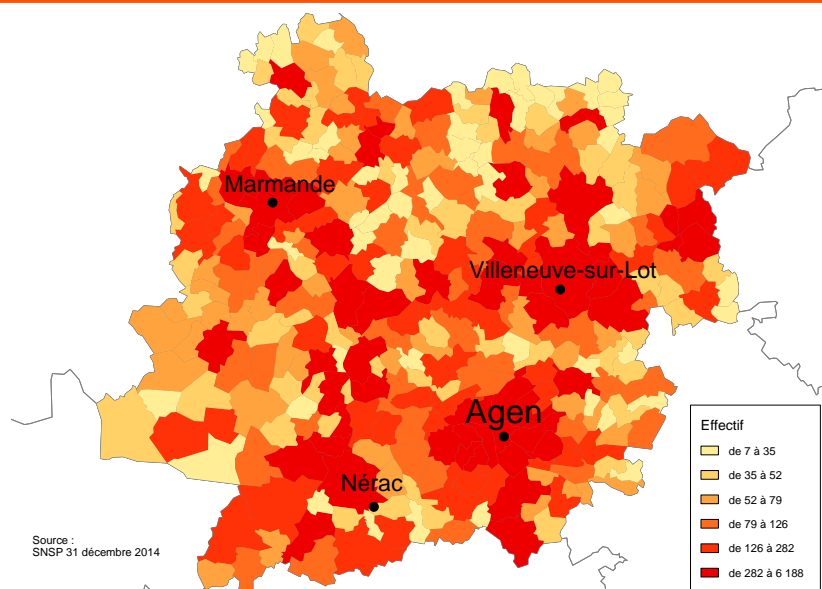 Marmande
Villeneuve-sur-Lot
Agen
Nérac
Effectif
de 7 à 35
de 35 à 52
de 52 à 79
de 79 à 126
de 126 à 282
de 282 à 6 188
Source :
SNSP 31 décembre 2014